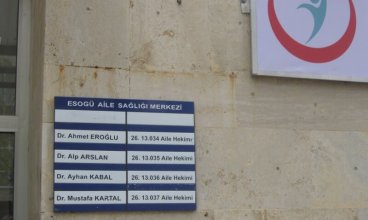 ESOGÜ AİLE SAĞLIĞI MERKEZİ
Dr. Ahmet EROĞLU 26. 13.034 Aile Hekimi
Dr. Alp ARSLAN 26. 13.035 Aile Hekimi
Dr. Ayhan KABAL 26. 13.036 Aile Hekimi
Dr. Mustafa KARTAL 26. 13.037 Aile Hekimi